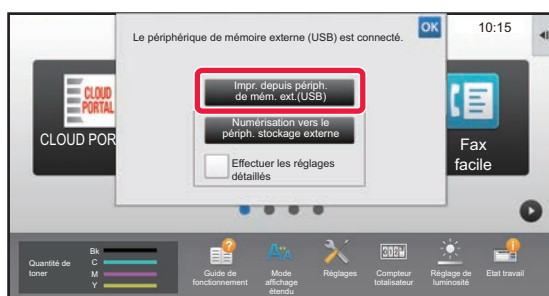 Le périphérique de mémoire externe (USB) est connecté.
OK
10:15
Impr. depuis périph.
de mém. ext.(USB)
Numérisation vers le
périph. stockage externe
Effectuer les réglages
détaillés
CLOUD
PORTAL
CLOUD POR
Fax
facile
Quantité de
toner
Bk
C
M
Y
Guide de
fonctionnement
Mode
affichage
étendu
Réglages
Compteur
totalisateur
Réglage de
luminosité
Etat travail